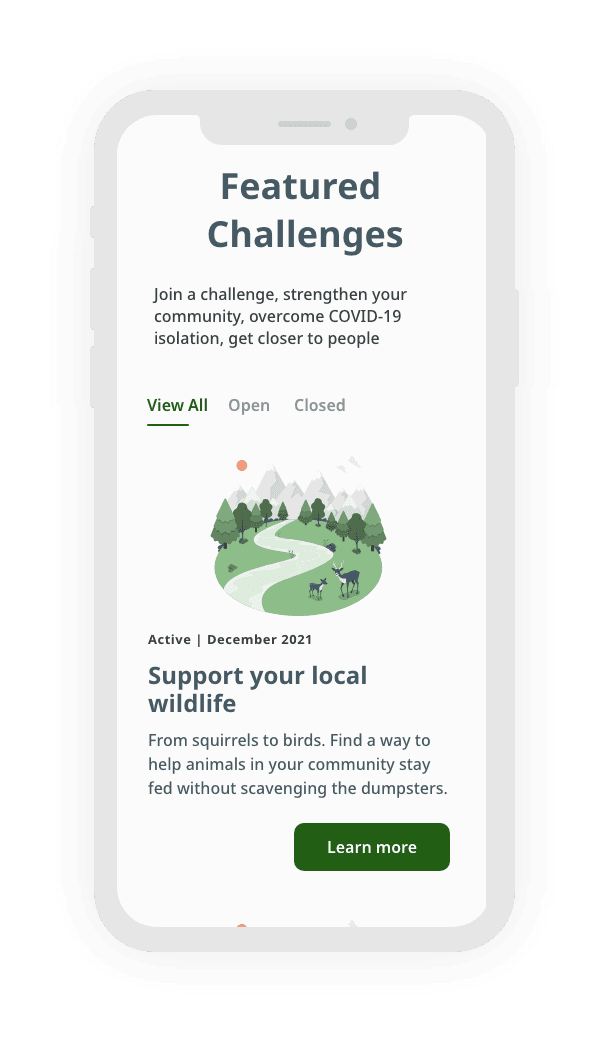 Featured
Challenges
Join a challenge, strengthen your
community, overcome COVID-19
isolation, get closer to people
View All Open Closed
Active | December 2021
Support your local
wildlife
From squirrels to birds. Find a way to
help animals in your community stay
fed without scavenging the dumpsters.
Learn more